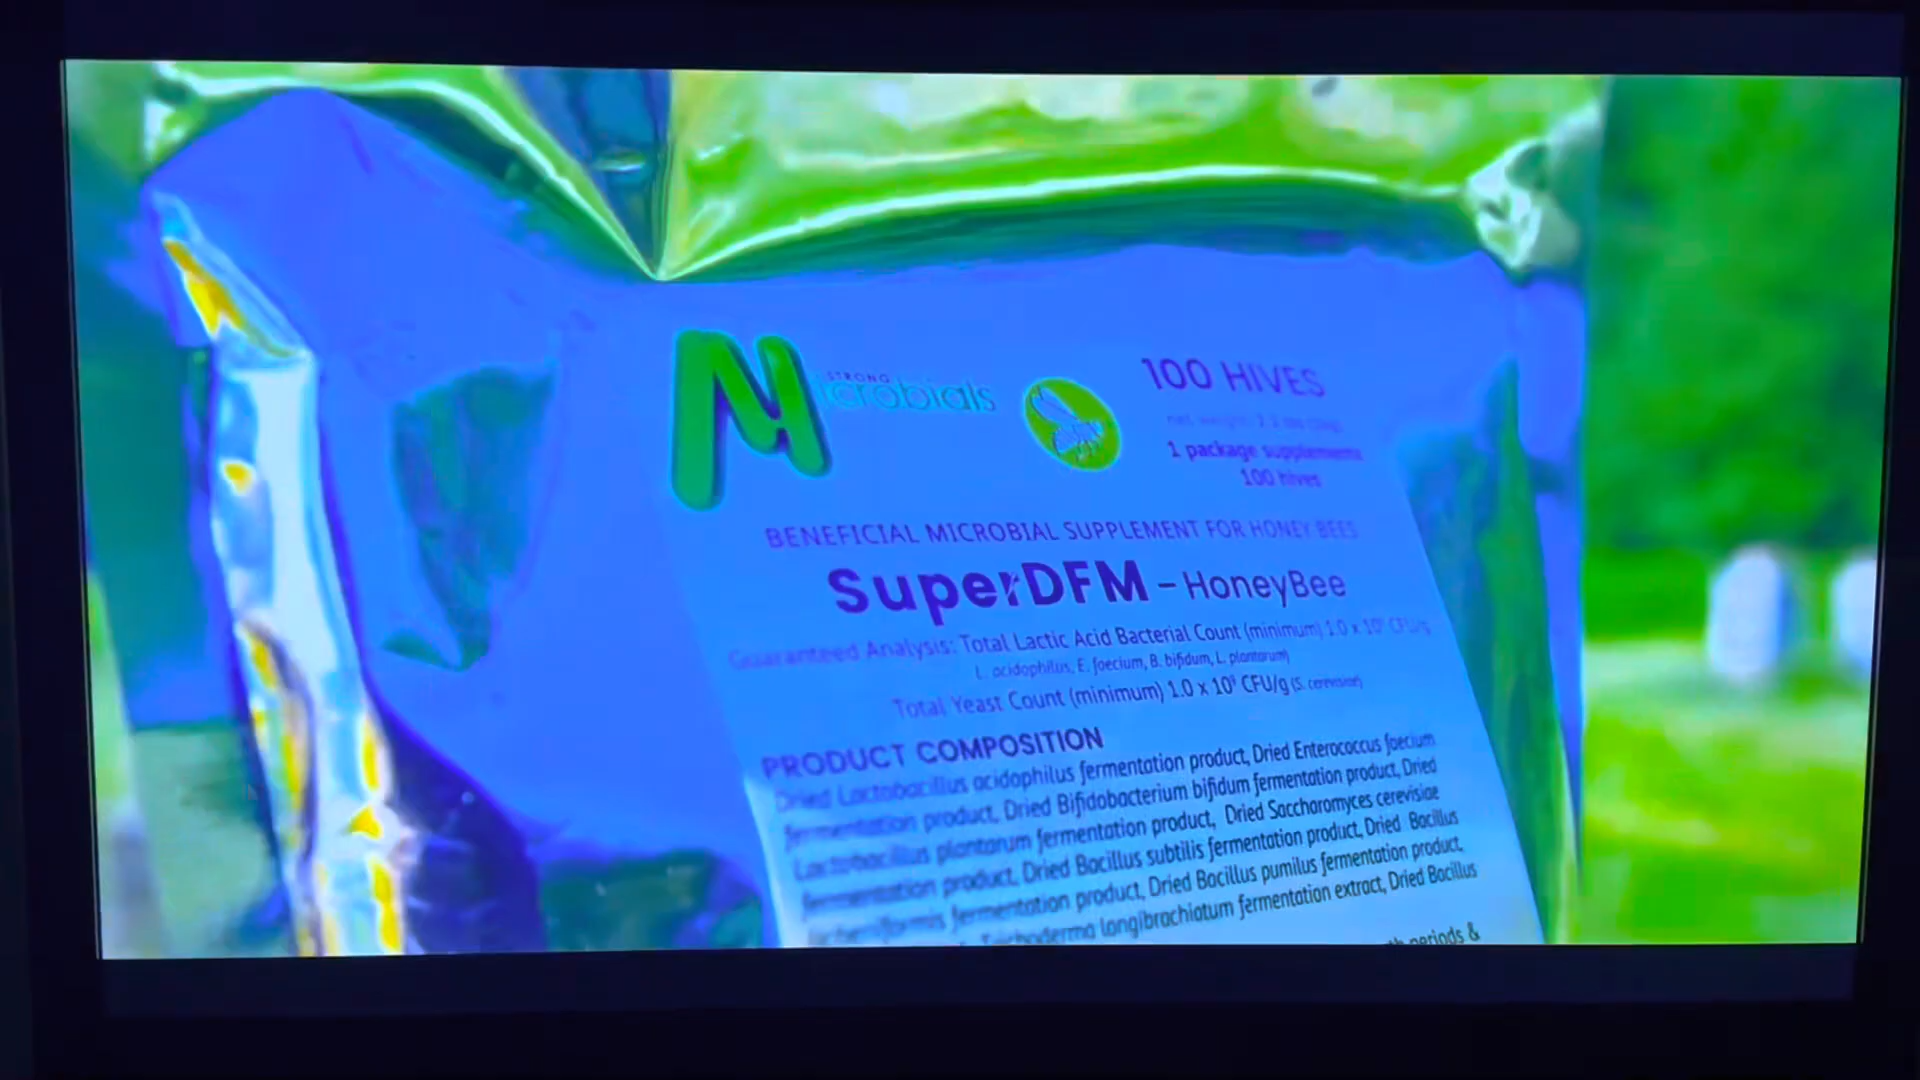 STRONG
Microbials
100 HIVES
1 package supplements
100 hives
BENEFICIAL MICROBIAL SUPPLEMENT FOR HONEY BEES
SuperDFM – HoneyBee
Guaranteed Analysis: Total Lactic Acid Bacterial Count (minimum) 1.0 x 10⁹ CFU/g
L. acidophilus, E. faecium, B. bifidum, L. plantarum)
Total Yeast Count (minimum) 1.0 x 10⁹ CFU/g (S. cerevisiae)
PRODUCT COMPOSITION
Dried Lactobacillus acidophilus fermentation product, Dried Enterococcus faecium
fermentation product, Dried Bifidobacterium bifidum fermentation product, Dried
Lactobacillus plantarum fermentation product, Dried Saccharomyces cerevisiae
fermentation product, Dried Bacillus subtilis fermentation product, Dried Bacillus
licheniformis fermentation product, Dried Bacillus pumilus fermentation product,
Trichoderma longibrachiatum fermentation extract, Dried Bacillus
periods &